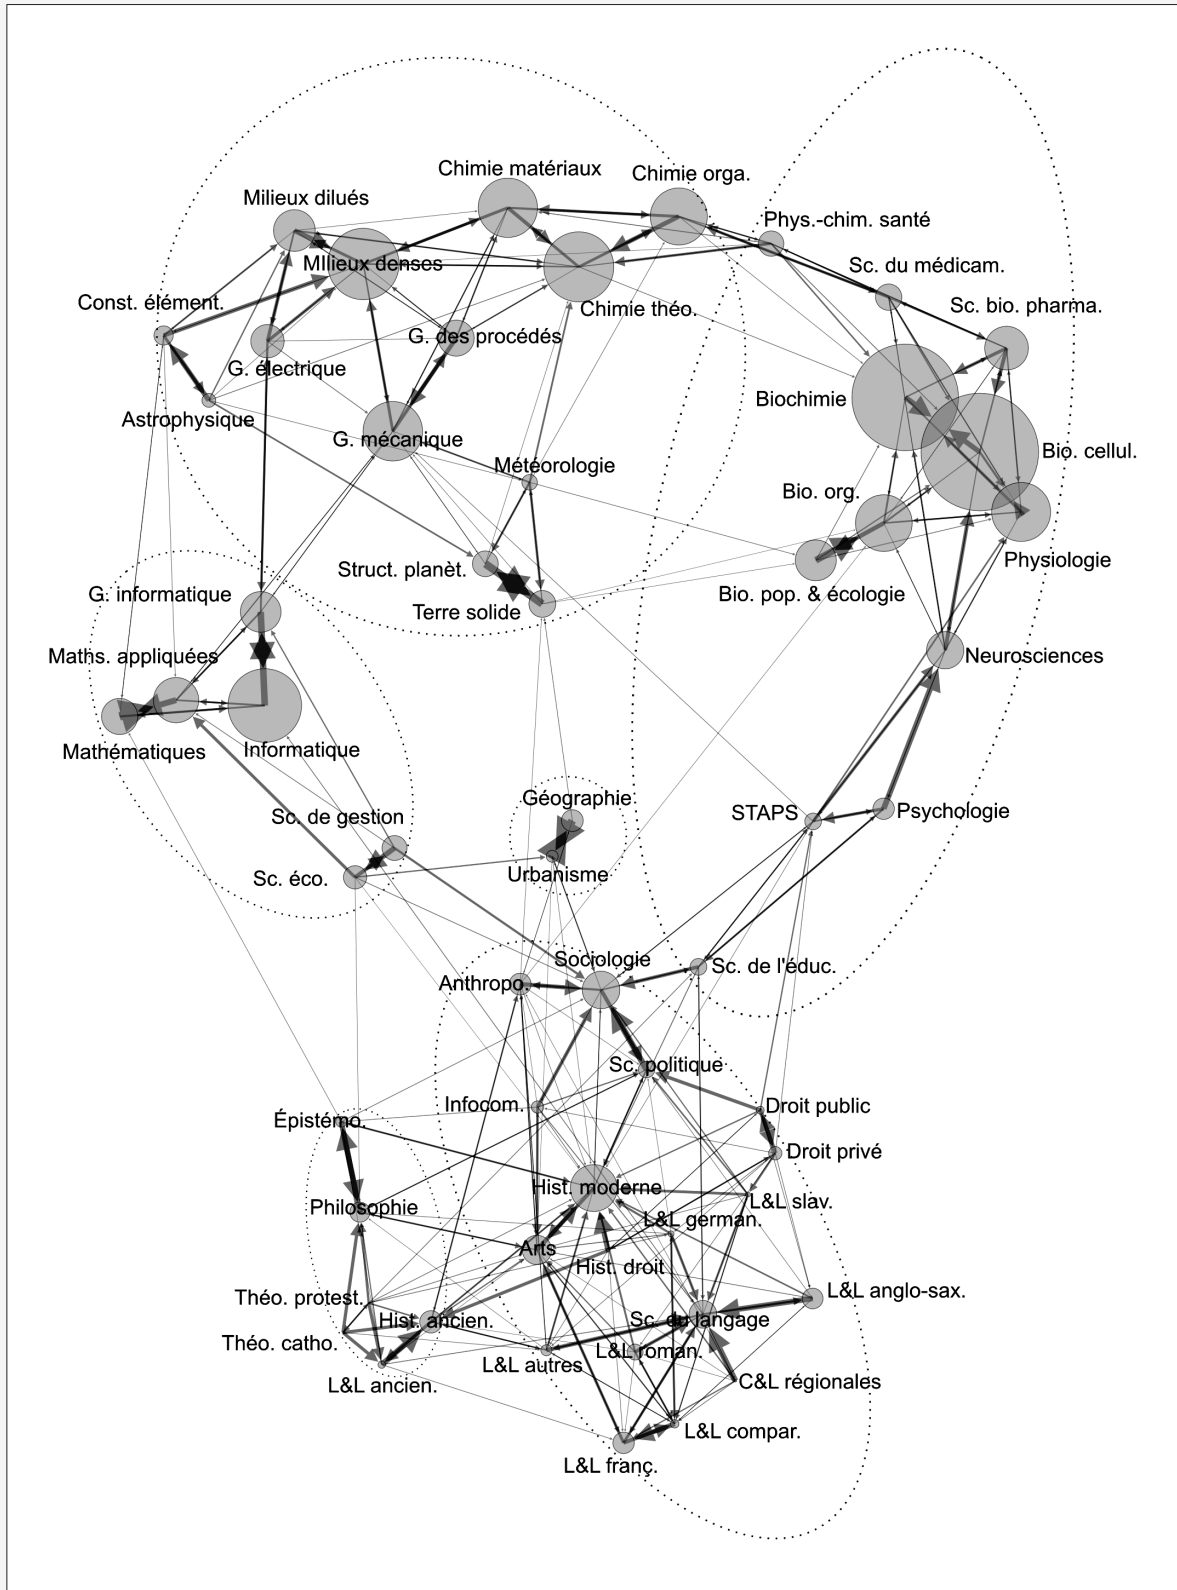 Chimie matériaux
Chimie orga.
Milieux dilués
Phys.-chim. santé
MIlieux denses
Sc. du médicam.
Const. élément.
Chimie théo.
Sc. bio. pharma.
G. des procédés
G. électrique
Biochimie
Astrophysique
G. mécanique
Bio. cellul.
Météorologie
Bio. org.
Struct. planèt.
Physiologie
G. informatique
Terre solide
Bio. pop. & écologie
Maths. appliquées
Neurosciences
Mathématiques
Informatique
Géographie
Sc. de gestion
STAPS
Psychologie
Sc. éco.
Urbanisme
Sociologie
Sc. de l'éduc.
Anthropo.
Sc. politique
Infocom.
Droit public
Épistémo.
Droit privé
Hist. moderne
Philosophie
L&L slav.
L&L german.
Arts
Hist. droit
L&L anglo-sax.
Théo. protest.
Hist. ancien.
Sc. du langage
Théo. catho.
L&L autres
L&L roman.
L&L ancien.
C&L régionales
L&L compar.
L&L franç.